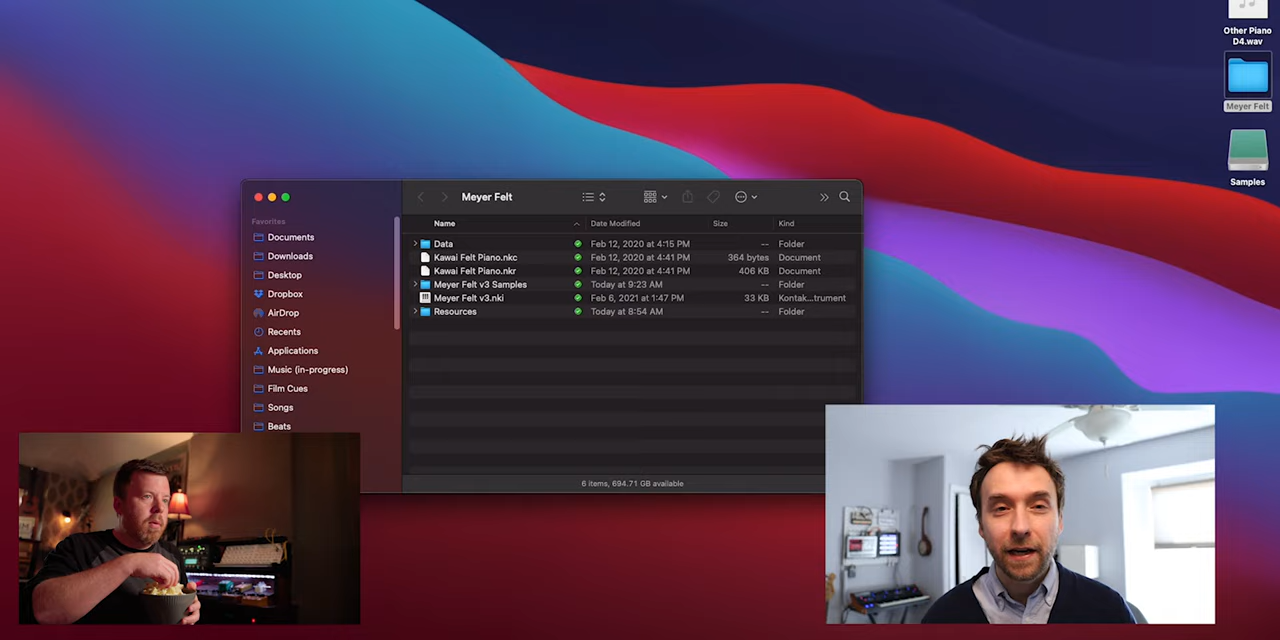 Other Piano
D4.wav
Meyer Felt
Samples
Meyer Felt
Favorites
Documents
Downloads
Desktop
Dropbox
AirDrop
Recents
Applications
Music (in-progress)
Film Cues
Songs
Beats
Name Date Modified Size Kind
Data Feb 12, 2020 at 4:15 PM -- Folder
Kawai Felt Piano.nkc Feb 12, 2020 at 4:41 PM 364 bytes Document
Kawai Felt Piano.nkr Feb 12, 2020 at 4:41 PM 406 KB Document
Meyer Felt v3 Samples Today at 9:23 AM -- Folder
Meyer Felt v3.nki Feb 6, 2021 at 1:47 PM 33 KB Kontak...trument
Resources Today at 8:54 AM -- Folder
6 items, 694.71 GB available